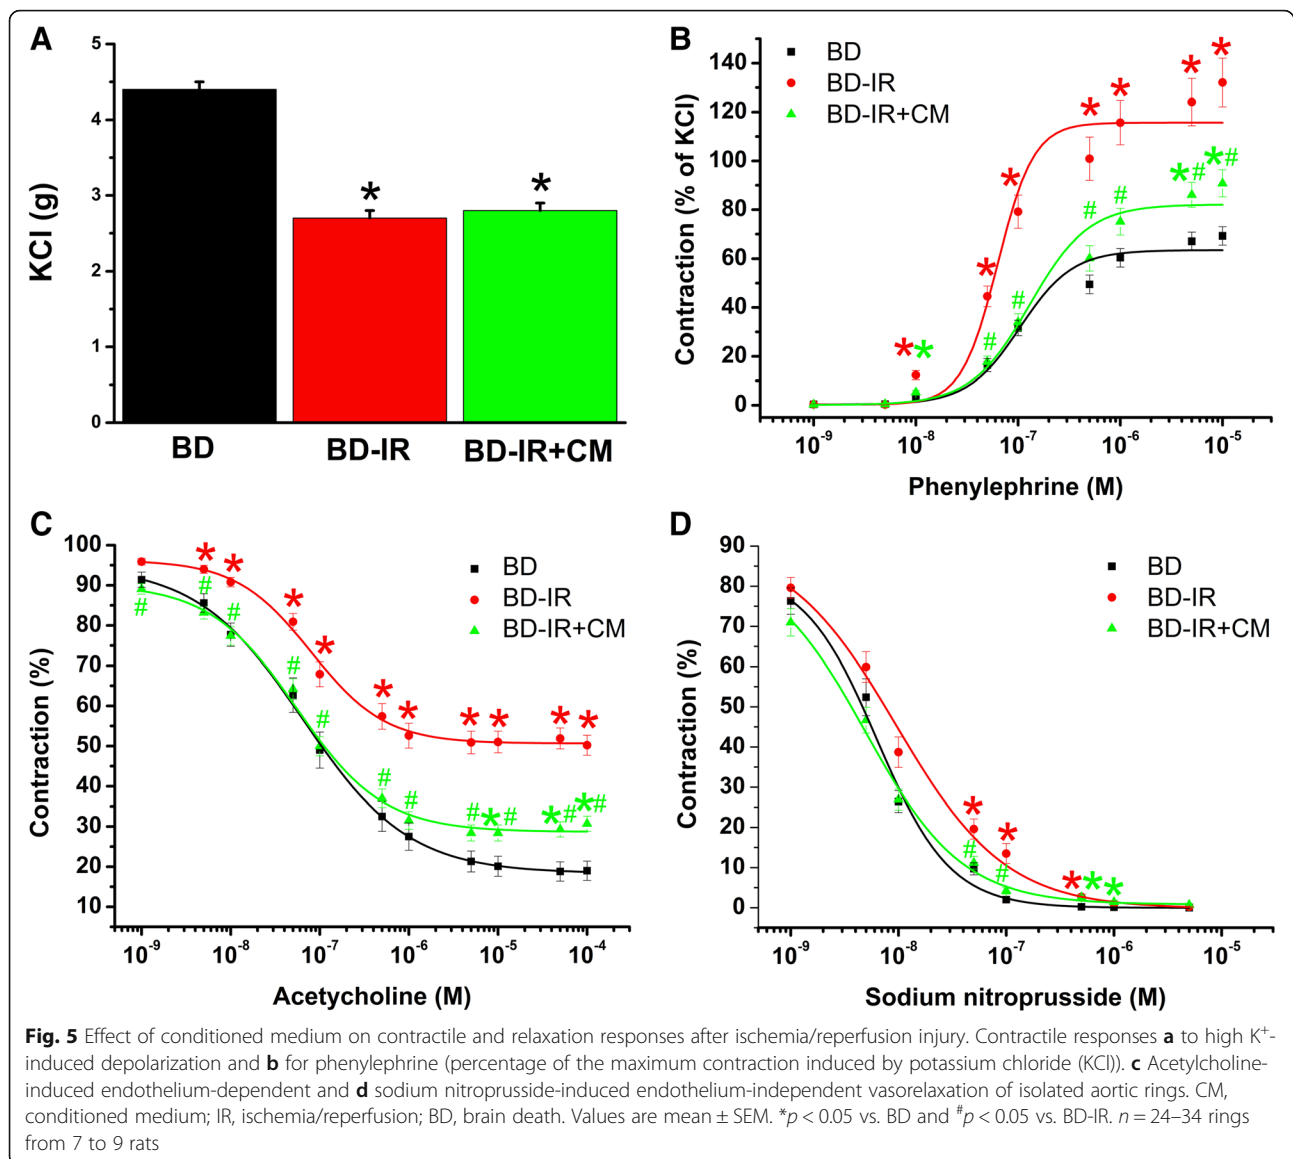 A
5
4
3
2
1
0
KCl (g)
BD
BD-IR
BD-IR+CM
*
*
B
BD
BD-IR
BD-IR+CM
140
120
100
80
60
40
20
0
Contraction (% of KCl)
10⁻⁹ 10⁻⁸ 10⁻⁷ 10⁻⁶ 10⁻⁵
Phenylephrine (M)
* * * * * * *
* # # # # *# *#
C
BD
BD-IR
BD-IR+CM
100
90
80
70
60
50
40
30
20
10
Contraction (%)
10⁻⁹ 10⁻⁸ 10⁻⁷ 10⁻⁶ 10⁻⁵ 10⁻⁴
Acetycholine (M)
* * * * * * * * * *
# # # # # # # # *# *# *#
D
BD
BD-IR
BD-IR+CM
90
80
70
60
50
40
30
20
10
0
Contraction (%)
10⁻⁹ 10⁻⁸ 10⁻⁷ 10⁻⁶ 10⁻⁵
Sodium nitroprusside (M)
* * *
# # * *
Fig. 5 Effect of conditioned medium on contractile and relaxation responses after ischemia/reperfusion injury. Contractile responses a to high K⁺-
induced depolarization and b for phenylephrine (percentage of the maximum contraction induced by potassium chloride (KCl)). c Acetylcholine-
induced endothelium-dependent and d sodium nitroprusside-induced endothelium-independent vasorelaxation of isolated aortic rings. CM,
conditioned medium; IR, ischemia/reperfusion; BD, brain death. Values are mean ± SEM. *p < 0.05 vs. BD and #p < 0.05 vs. BD-IR. n = 24–34 rings
from 7 to 9 rats